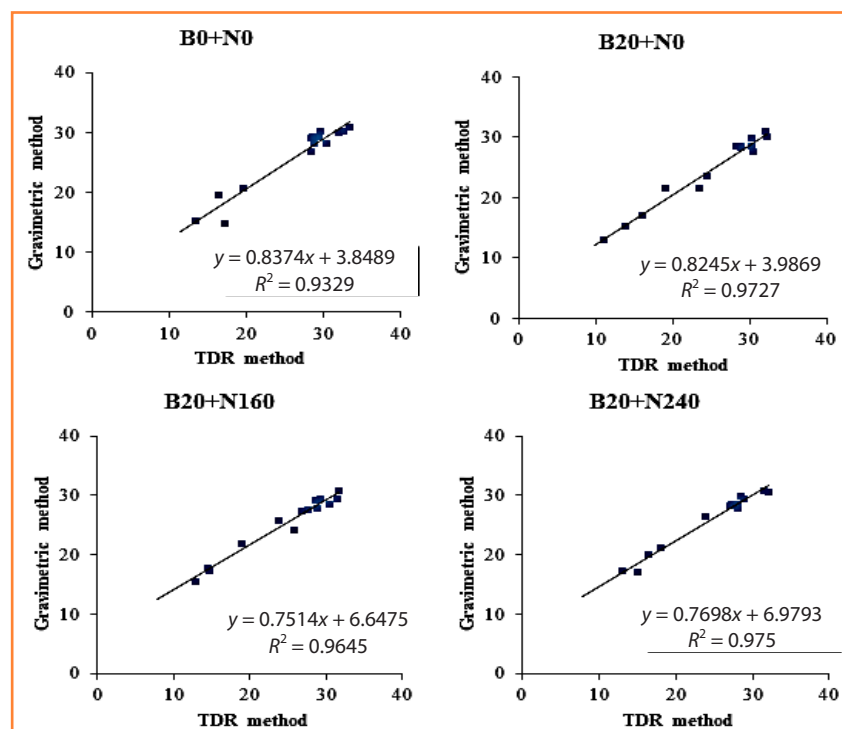 B0+N0
40
30
20
10
0
0 10 20 30 40
Gravimetric method
TDR method
y = 0.8374x + 3.8489
R² = 0.9329
B20+N0
40
30
20
10
0
0 10 20 30 40
Gravimetric method
TDR method
y = 0.8245x + 3.9869
R² = 0.9727
B20+N160
40
30
20
10
0
0 10 20 30 40
Gravimetric method
TDR method
y = 0.7514x + 6.6475
R² = 0.9645
B20+N240
40
30
20
10
0
0 10 20 30 40
Gravimetric method
TDR method
y = 0.7698x + 6.9793
R² = 0.975